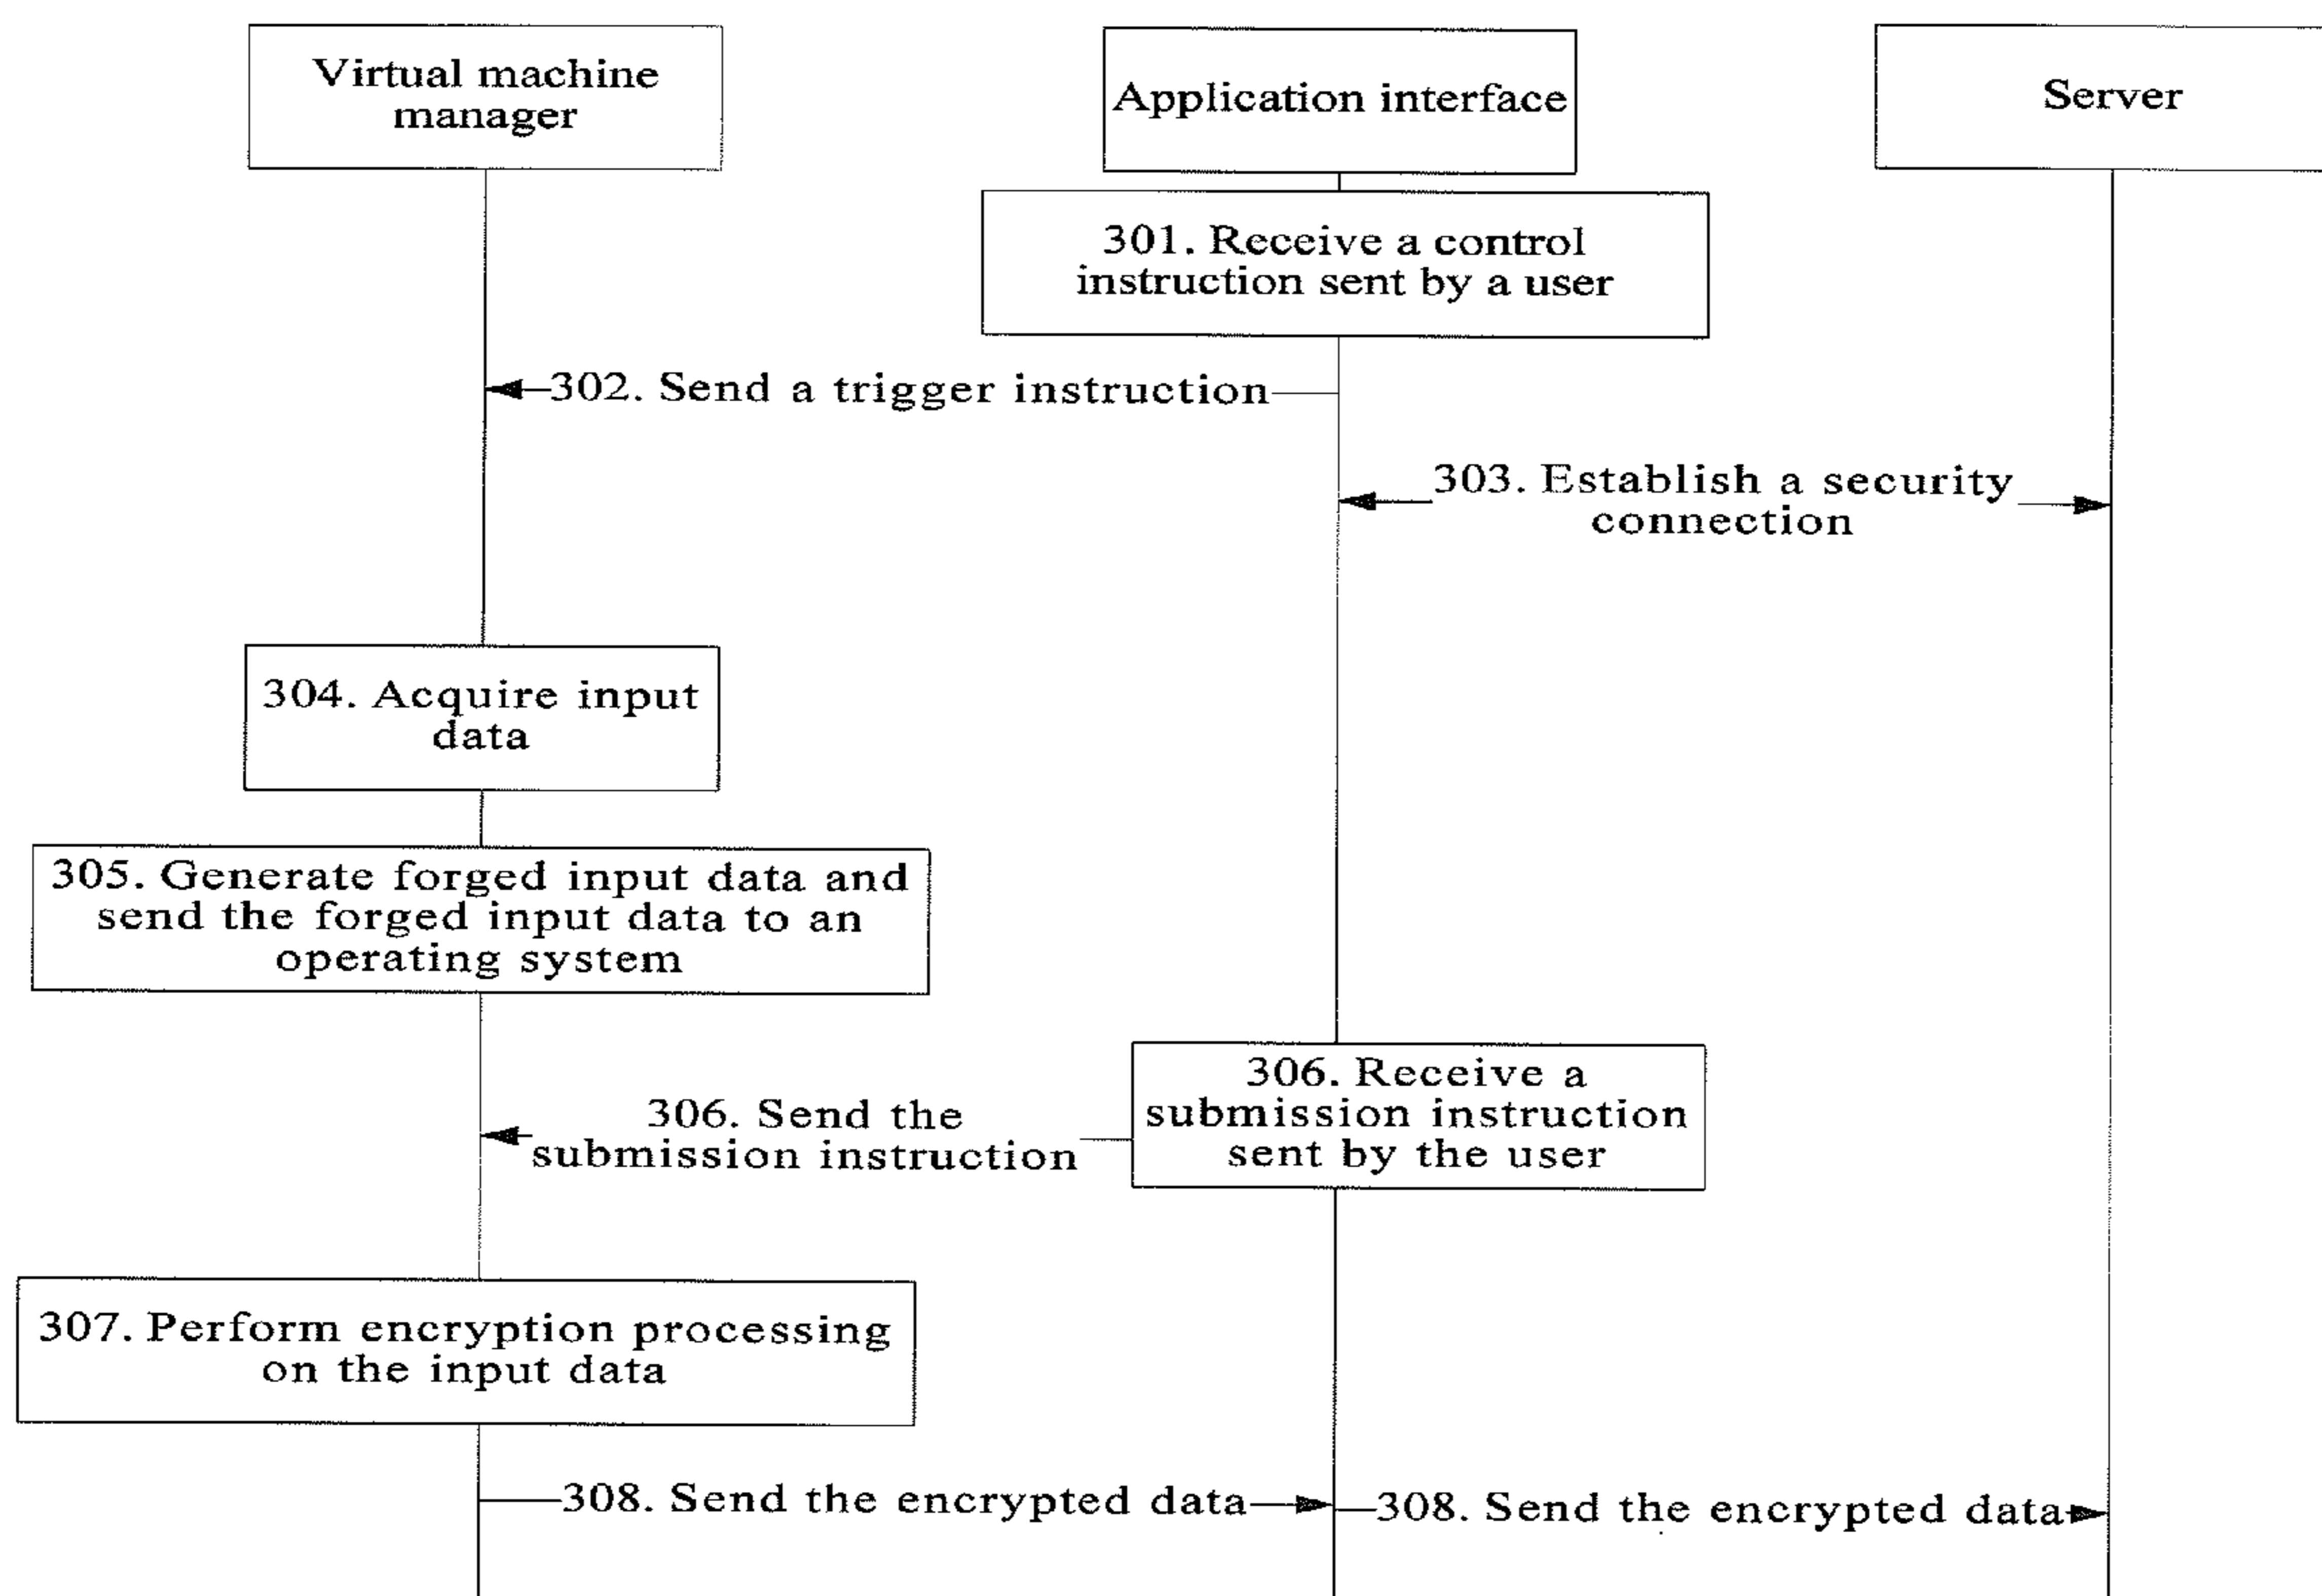 Virtual machine
manager
Application interface
Server
301. Receive a control
instruction sent by a user
302. Send a trigger instruction
303. Establish a security
connection
304. Acquire input
data
305. Generate forged input data and
send the forged input data to an
operating system
306. Receive a
submission instruction
sent by the user
306. Send the
submission instruction
307. Perform encryption processing
on the input data
308. Send the encrypted data
308. Send the encrypted data